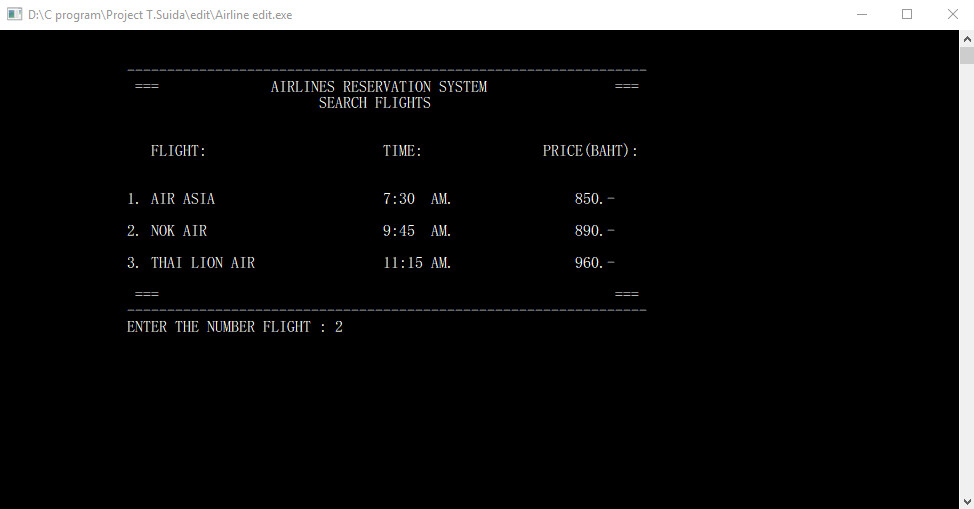 D:\C program\Project T.Suida\edit\Airline edit.exe
-----------------------------------------------------------------
=== AIRLINES RESERVATION SYSTEM ===
SEARCH FLIGHTS
FLIGHT: TIME: PRICE(BAHT):
1. AIR ASIA 7:30 AM. 850.-
2. NOK AIR 9:45 AM. 890.-
3. THAI LION AIR 11:15 AM. 960.-
=== ===
-----------------------------------------------------------------
ENTER THE NUMBER FLIGHT : 2